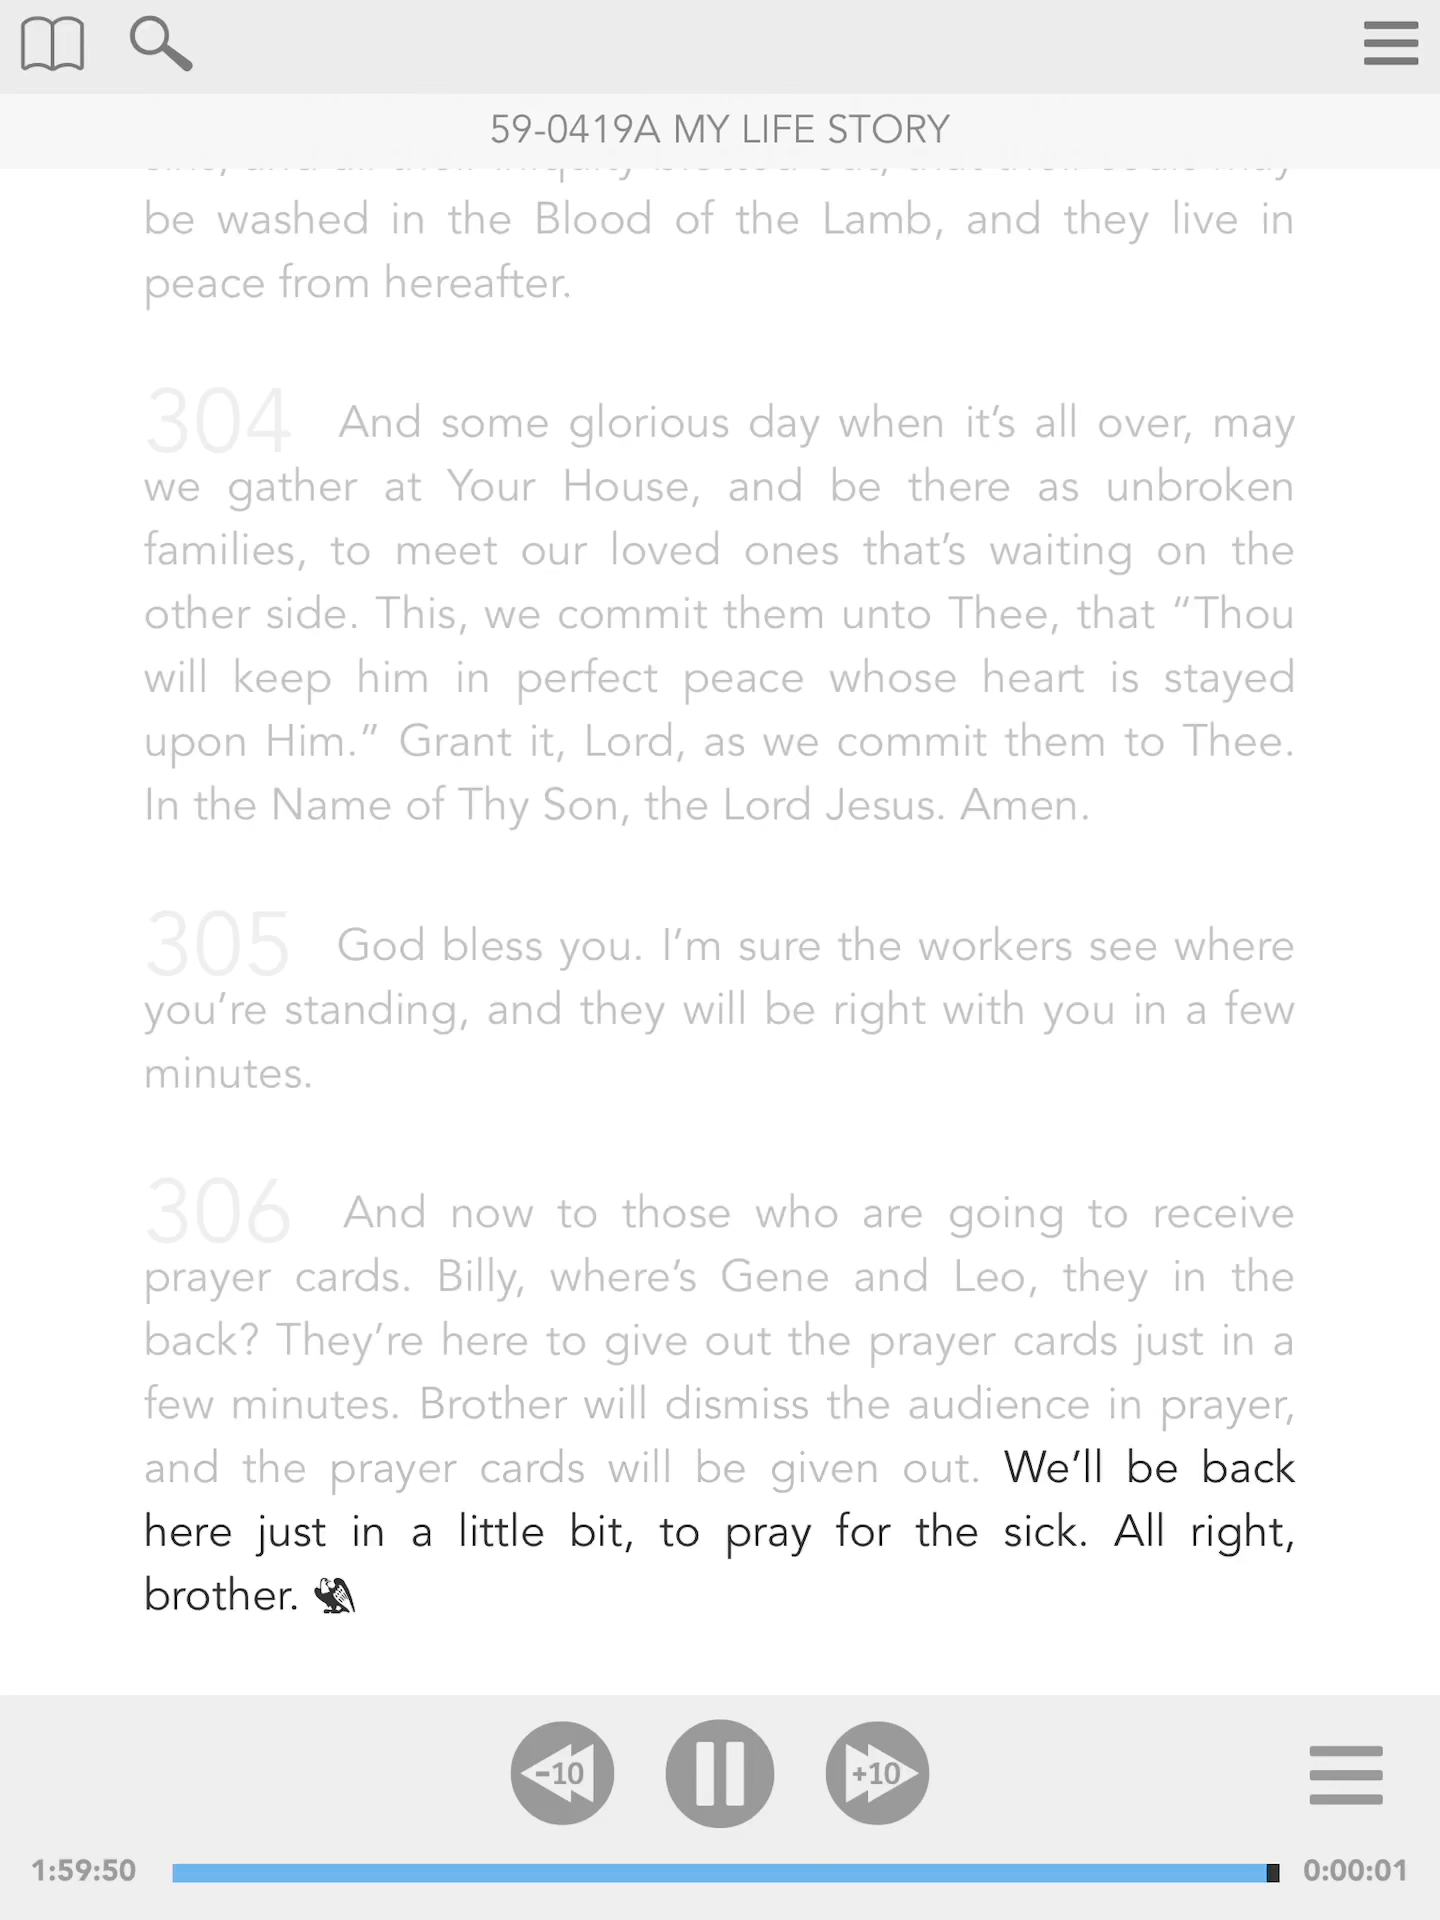 59-0419A MY LIFE STORY
be washed in the Blood of the Lamb, and they live in
peace from hereafter.
304 And some glorious day when it’s all over, may
we gather at Your House, and be there as unbroken
families, to meet our loved ones that’s waiting on the
other side. This, we commit them unto Thee, that “Thou
will keep him in perfect peace whose heart is stayed
upon Him.” Grant it, Lord, as we commit them to Thee.
In the Name of Thy Son, the Lord Jesus. Amen.
305 God bless you. I’m sure the workers see where
you’re standing, and they will be right with you in a few
minutes.
306 And now to those who are going to receive
prayer cards. Billy, where’s Gene and Leo, they in the
back? They’re here to give out the prayer cards just in a
few minutes. Brother will dismiss the audience in prayer,
and the prayer cards will be given out. We’ll be back
here just in a little bit, to pray for the sick. All right,
brother.
-10 +10
1:59:50 0:00:01